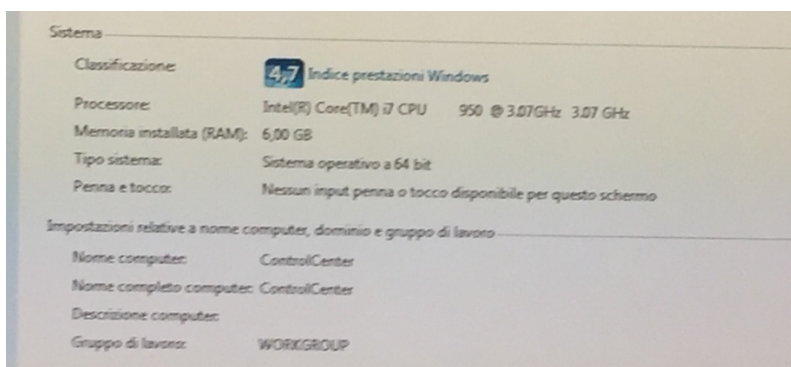 Sistema
Classificazione: 4,7 Indice prestazioni Windows
Processore: Intel(R) Core(TM) i7 CPU 950 @ 3.07GHz 3.07 GHz
Memoria installata (RAM): 6,00 GB
Tipo sistema: Sistema operativo a 64 bit
Penna e tocco: Nessun input penna o tocco disponibile per questo schermo
Impostazioni relative a nome computer, dominio e gruppo di lavoro
Nome computer: ControlCenter
Nome completo computer: ControlCenter
Descrizione computer:
Gruppo di lavoro: WORKGROUP